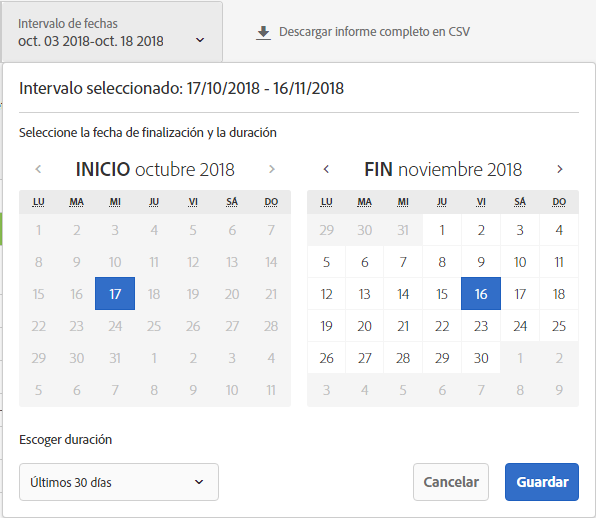 Intervalo de fechas
oct. 03 2018-oct. 18 2018
Descargar informe completo en CSV
Intervalo seleccionado: 17/10/2018 - 16/11/2018
Seleccione la fecha de finalización y la duración
INICIO octubre 2018
LU MA MI JU VI SÁ DO
1 2 3 4 5 6 7
8 9 10 11 12 13 14
15 16 17 18 19 20 21
22 23 24 25 26 27 28
29 30 31 1 2 3 4
5 6 7 8 9 10 11
FIN noviembre 2018
LU MA MI JU VI SÁ DO
29 30 31 1 2 3 4
5 6 7 8 9 10 11
12 13 14 15 16 17 18
19 20 21 22 23 24 25
26 27 28 29 30 1 2
3 4 5 6 7 8 9
Escoger duración
Últimos 30 días
Cancelar
Guardar